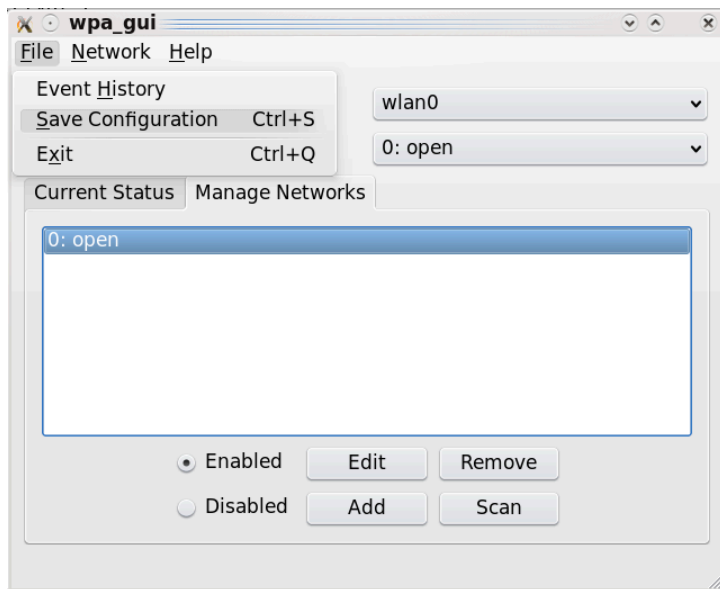 wpa_gui
File Network Help
Event History
Save Configuration Ctrl+S
Exit Ctrl+Q
wlan0
0: open
Current Status Manage Networks
0: open
Enabled Edit Remove
Disabled Add Scan